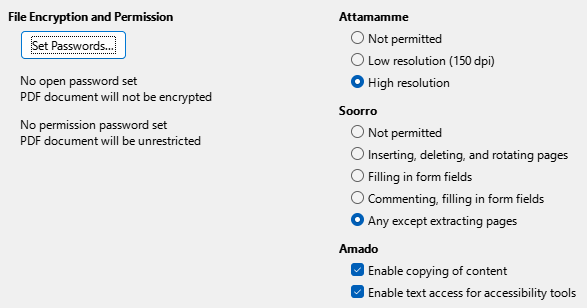 File Encryption and Permission
Set Passwords...
No open password set
PDF document will not be encrypted
No permission password set
PDF document will be unrestricted
Attamamme
Not permitted
Low resolution (150 dpi)
High resolution
Soorro
Not permitted
Inserting, deleting, and rotating pages
Filling in form fields
Commenting, filling in form fields
Any except extracting pages
Amado
Enable copying of content
Enable text access for accessibility tools